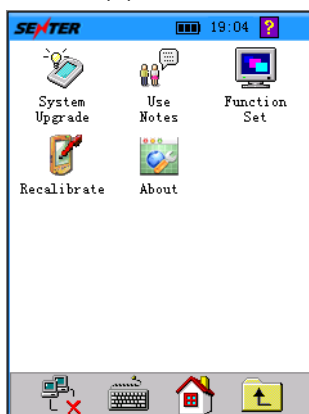 SENTER 19:04 ?
System Upgrade
Use Notes
Function Set
Recalibrate
About